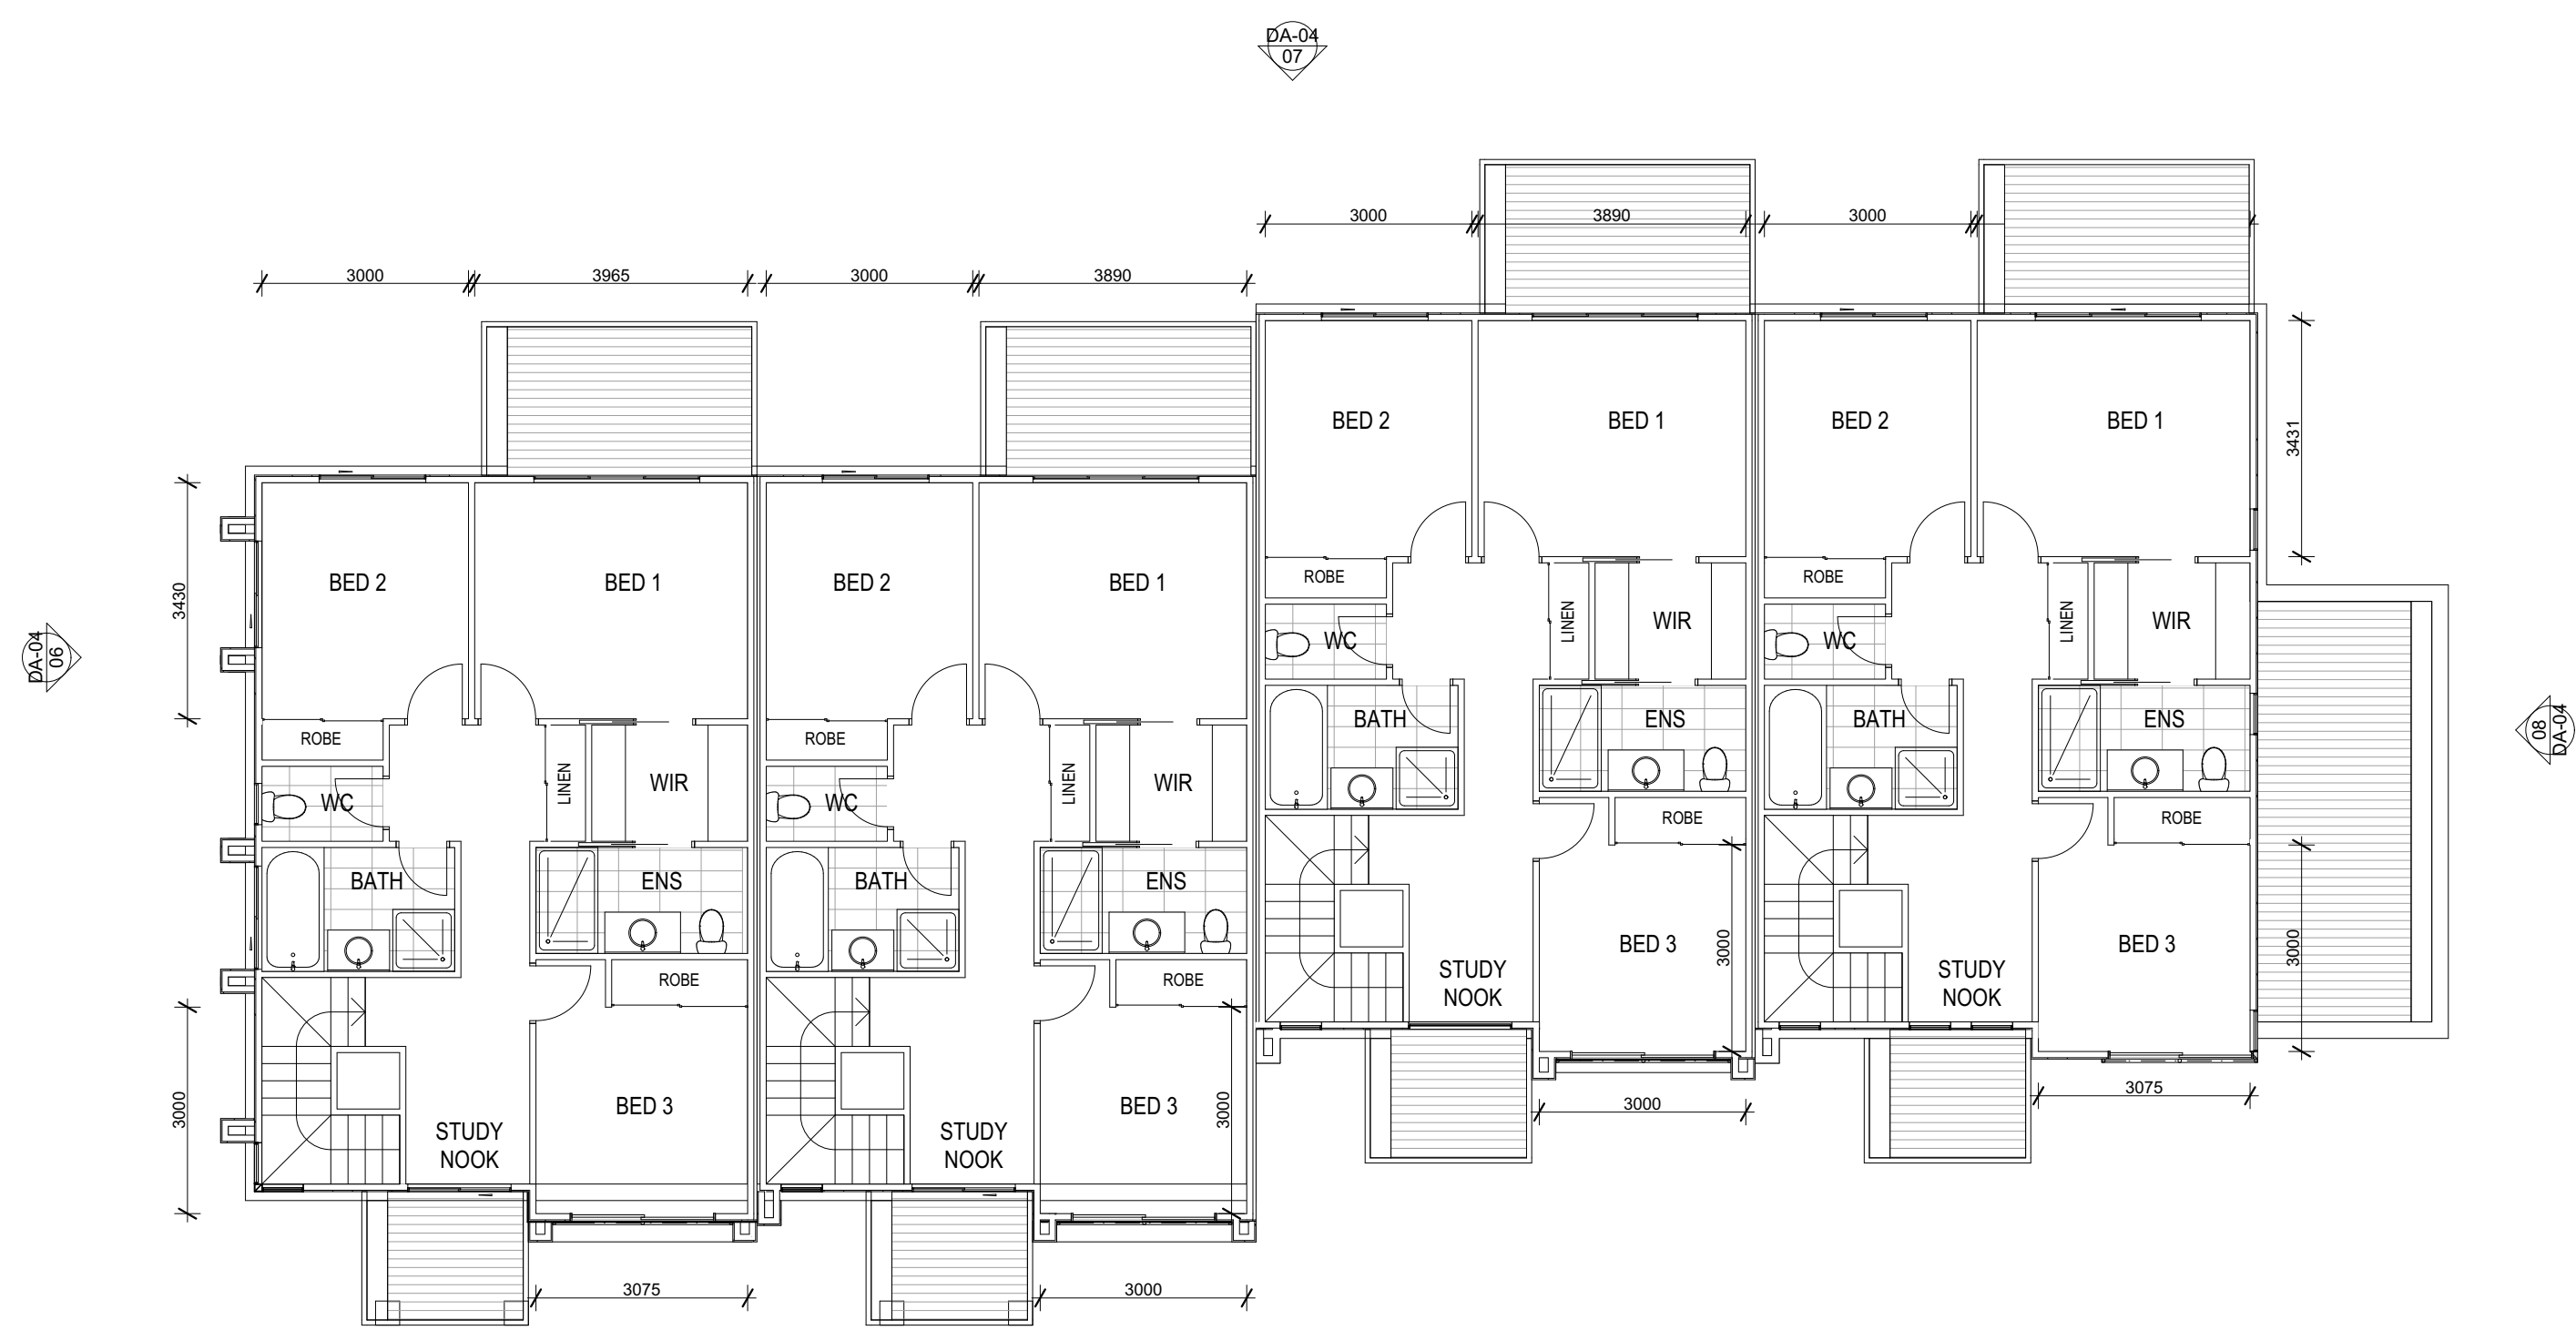 DA-04
07
3000
3890
3000
3000
3965
3000
3890
BED 2
BED 1
BED 2
BED 1
3431
BED 2
BED 1
BED 2
BED 1
3430
ROBE
ROBE
LINEN
WIR
LINEN
WIR
WC
WC
DA-04
06
BATH
ENS
BATH
ENS
08
DA-04
ROBE
ROBE
LINEN
WIR
LINEN
WIR
WC
WC
ROBE
ROBE
BATH
ENS
BATH
ENS
BED 3
3000
BED 3
3000
STUDY
NOOK
STUDY
NOOK
ROBE
ROBE
3000
BED 3
BED 3
3000
STUDY
NOOK
STUDY
NOOK
3000
3075
3075
3000